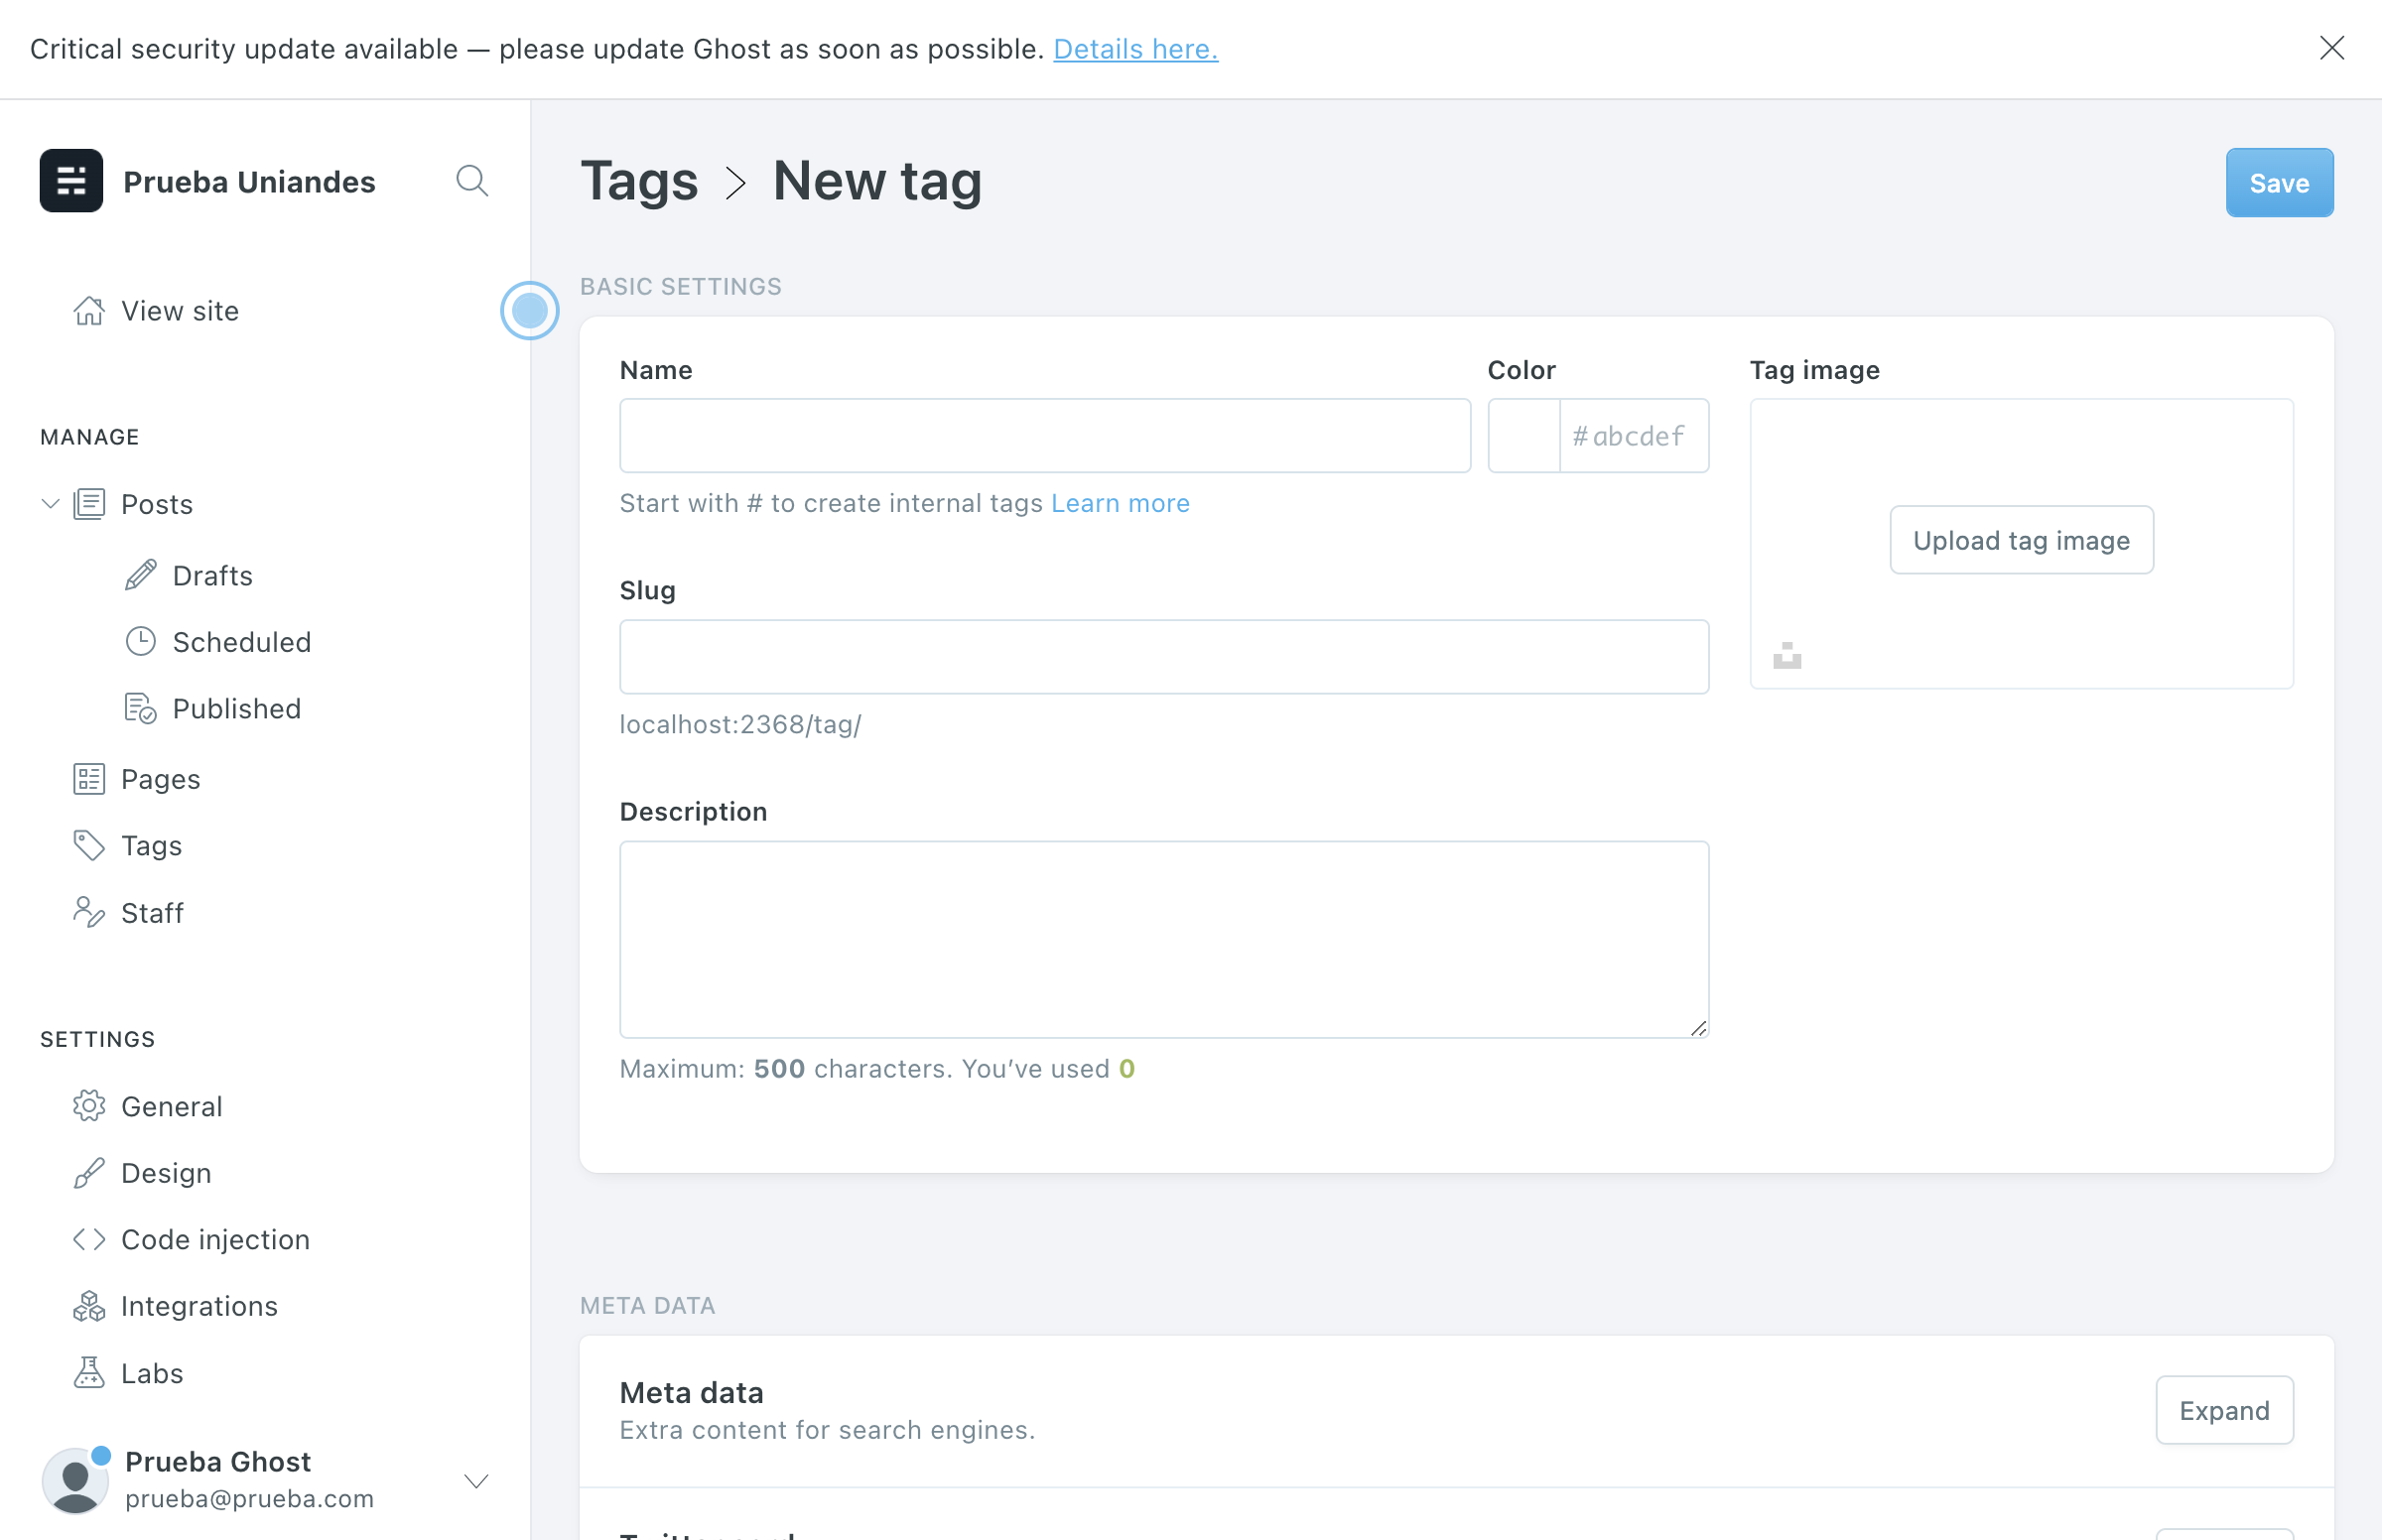 Critical security update available — please update Ghost as soon as possible. Details here.
Prueba Uniandes
View site
MANAGE
Posts
Drafts
Scheduled
Published
Pages
Tags
Staff
SETTINGS
General
Design
Code injection
Integrations
Labs
Prueba Ghost
prueba@prueba.com
Tags > New tag
Save
BASIC SETTINGS
Name
Color
#abcdef
Start with # to create internal tags Learn more
Slug
localhost:2368/tag/
Description
Maximum: 500 characters. You’ve used 0
Tag image
Upload tag image
META DATA
Meta data
Extra content for search engines.
Expand